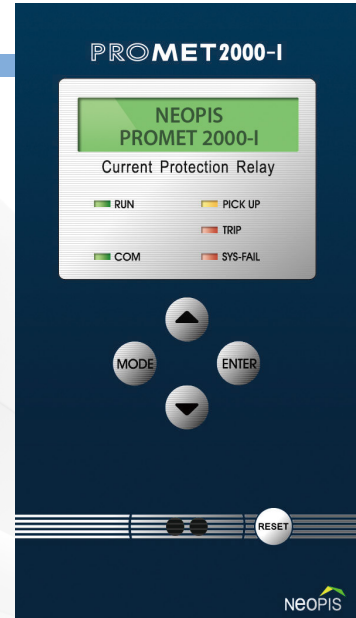 PROMET2000-I
NEOPIS
PROMET 2000-I
Current Protection Relay
RUN
PICK UP
TRIP
COM
SYS-FAIL
MODE
ENTER
RESET
NEOPIS